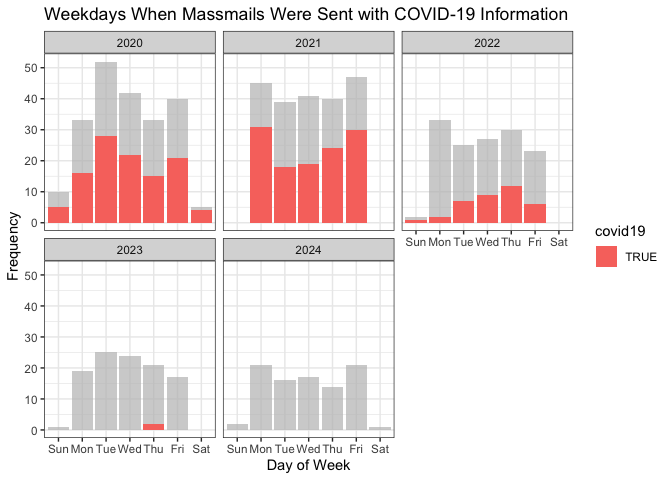 Weekdays When Massmails Were Sent with COVID-19 Information
2020 2021 2022
50
40
30
20
10
0
Sun Mon Tue Wed Thu Fri Sat
2023 2024
50
40
30
20
10
0
Sun Mon Tue Wed Thu Fri Sat Sun Mon Tue Wed Thu Fri Sat
Day of Week
Frequency
covid19
TRUE